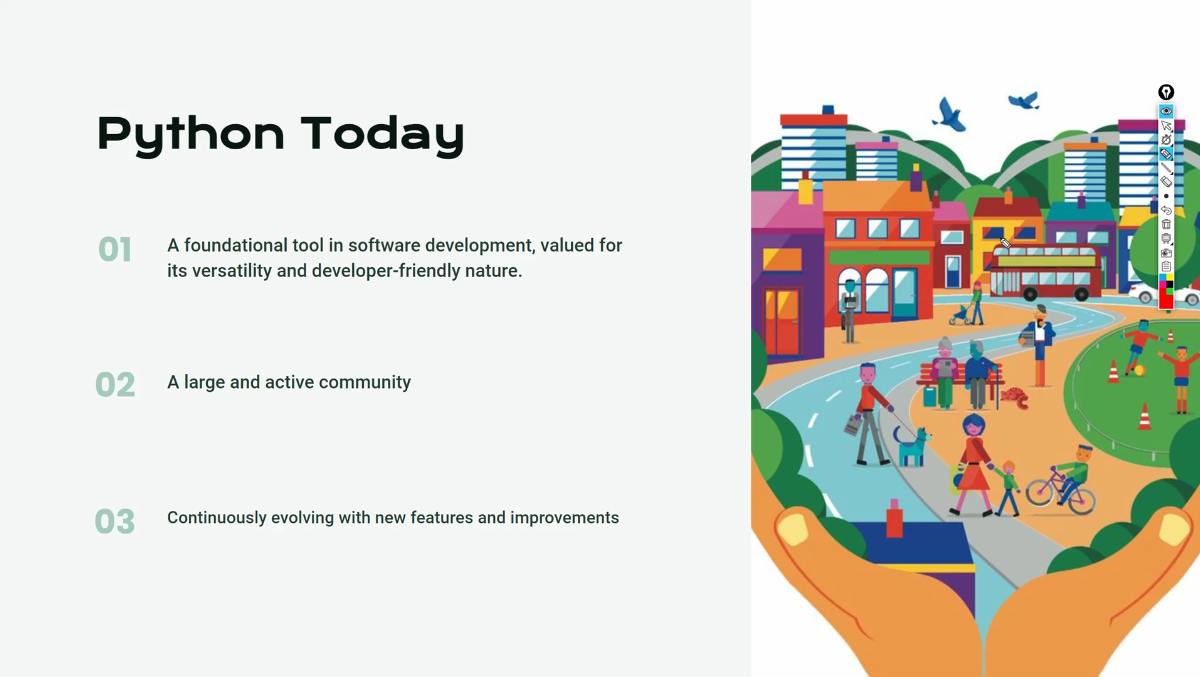 Python Today
01
A foundational tool in software development, valued for
its versatility and developer-friendly nature.
02
A large and active community
03
Continuously evolving with new features and improvements